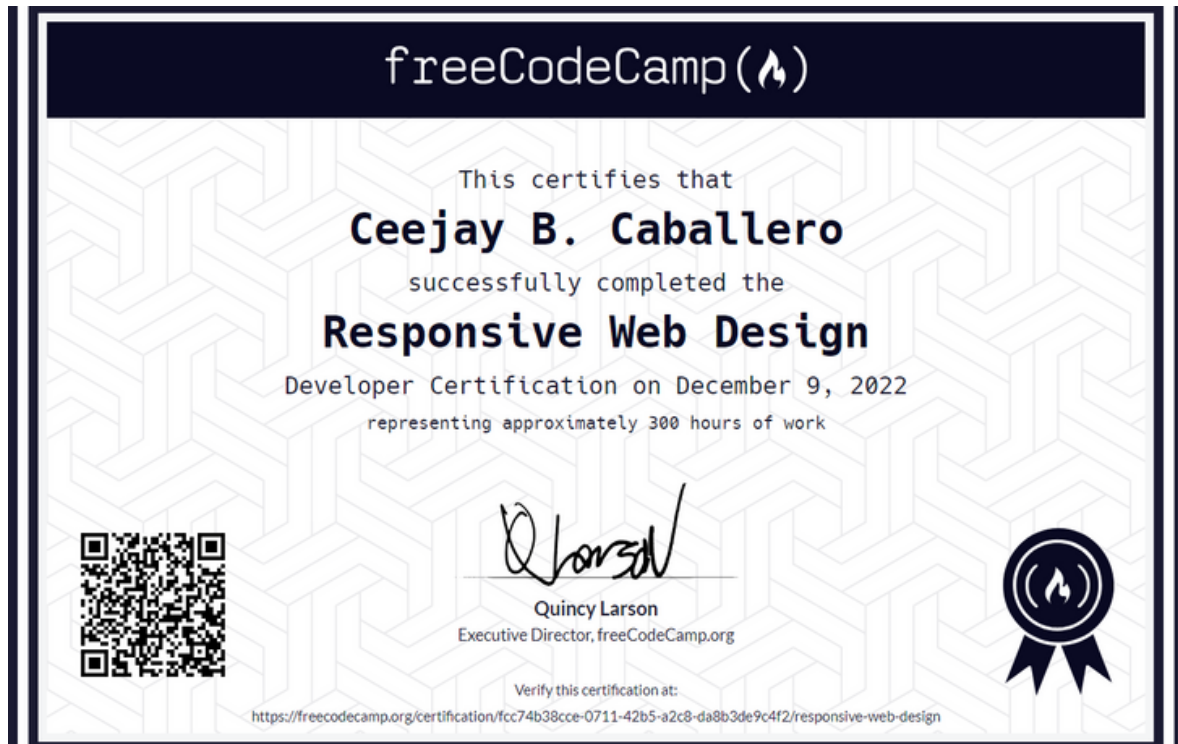 freeCodeCamp(🔥)
This certifies that
Ceejay B. Caballero
successfully completed the
Responsive Web Design
Developer Certification on December 9, 2022
representing approximately 300 hours of work
Q Larson
Quincy Larson
Executive Director, freeCodeCamp.org
Verify this certification at:
https://freecodecamp.org/certification/fcc74b38cce-0711-42b5-a2c8-da8b3de9c4f2/responsive-web-design